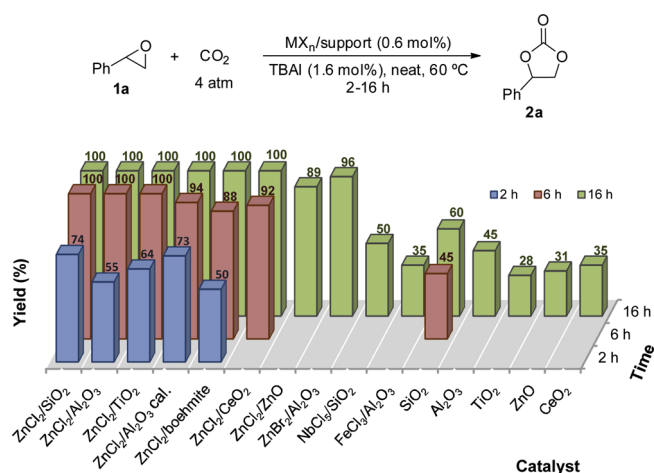 O
Ph
1a
+
CO2
4 atm
MXn/support (0.6 mol%)
TBAI (1.6 mol%), neat, 60 ºC
2-16 h
O
O
O
Ph
2a
100 100 100 100 100 100 89 96 50 35 60 45 28 31 35
100 100 100 94 88 92 45
74 55 64 73 50
2 h 6 h 16 h
Yield (%)
16 h
6 h
2 h
Time
ZnCl2/SiO2
ZnCl2/Al2O3
ZnCl2/TiO2
ZnCl2/Al2O3 cal.
ZnCl2/boehmite
ZnCl2/CeO2
ZnCl2/ZnO
ZnBr2/Al2O3
NbCl5/SiO2
FeCl3/Al2O3
SiO2
Al2O3
TiO2
ZnO
CeO2
Catalyst